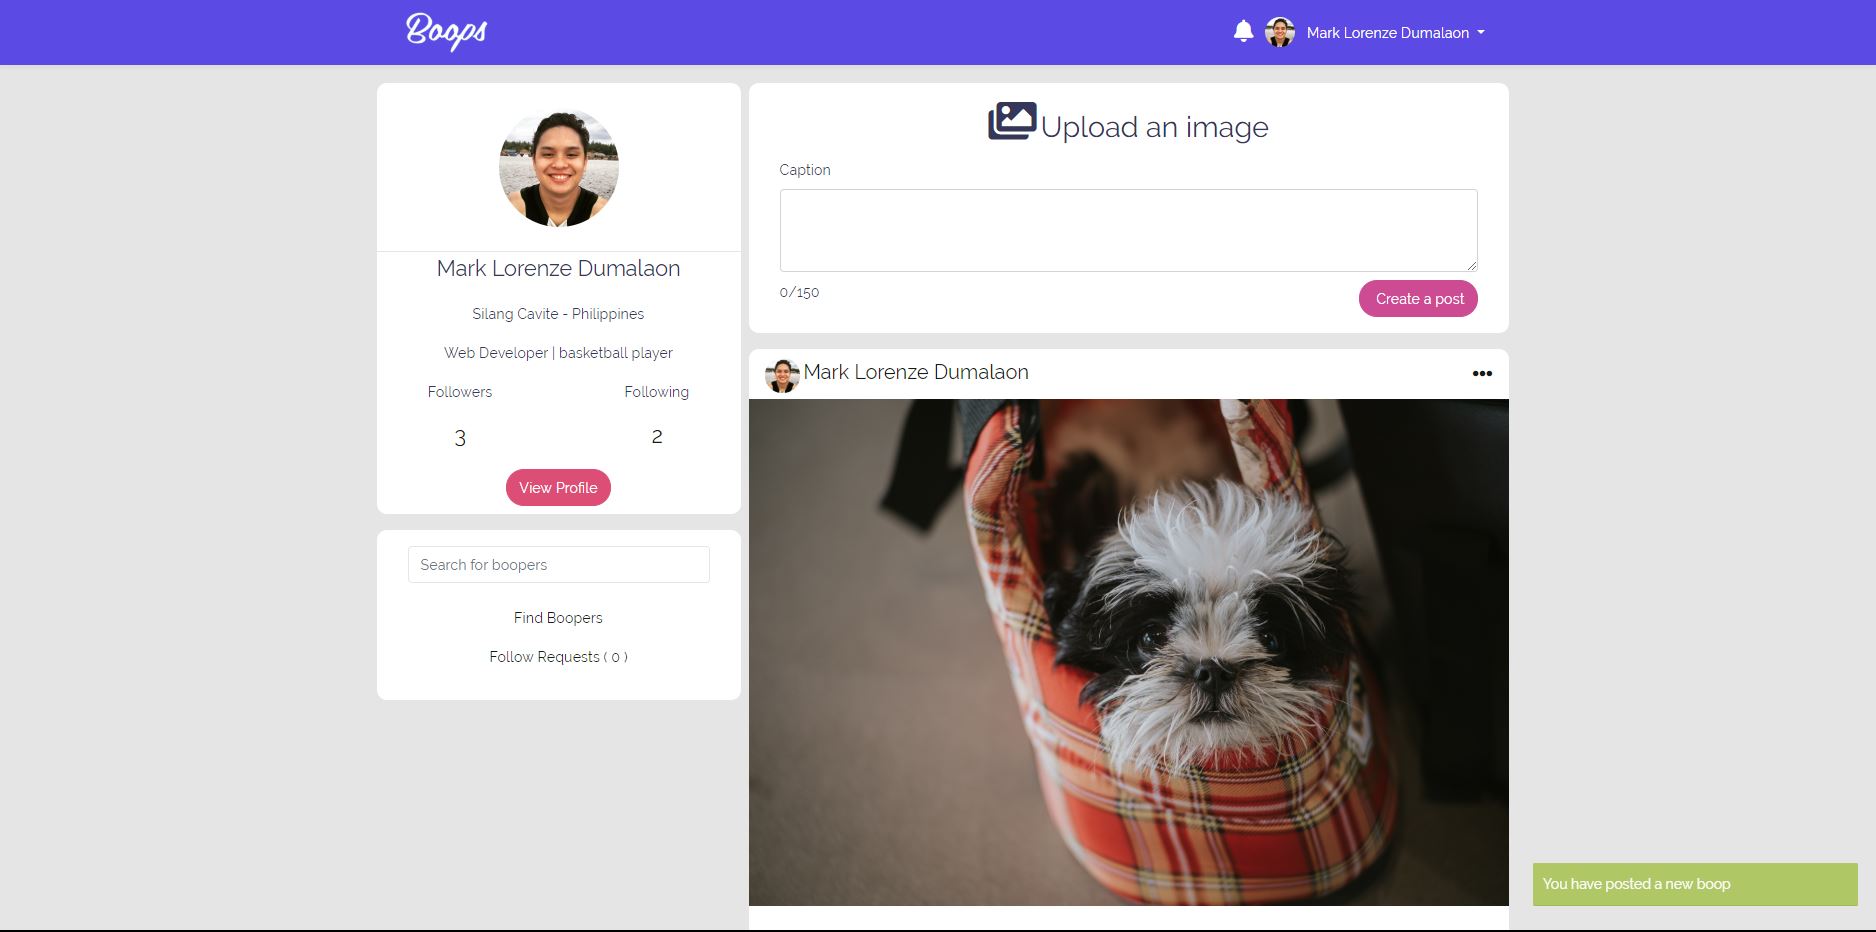 Boops
Mark Lorenze Dumalaon
Mark Lorenze Dumalaon
Silang Cavite - Philippines
Web Developer | basketball player
Followers Following
3 2
View Profile
Search for boopers
Find Boopers
Follow Requests ( 0 )
Upload an image
Caption
0/150
Create a post
Mark Lorenze Dumalaon
You have posted a new boop